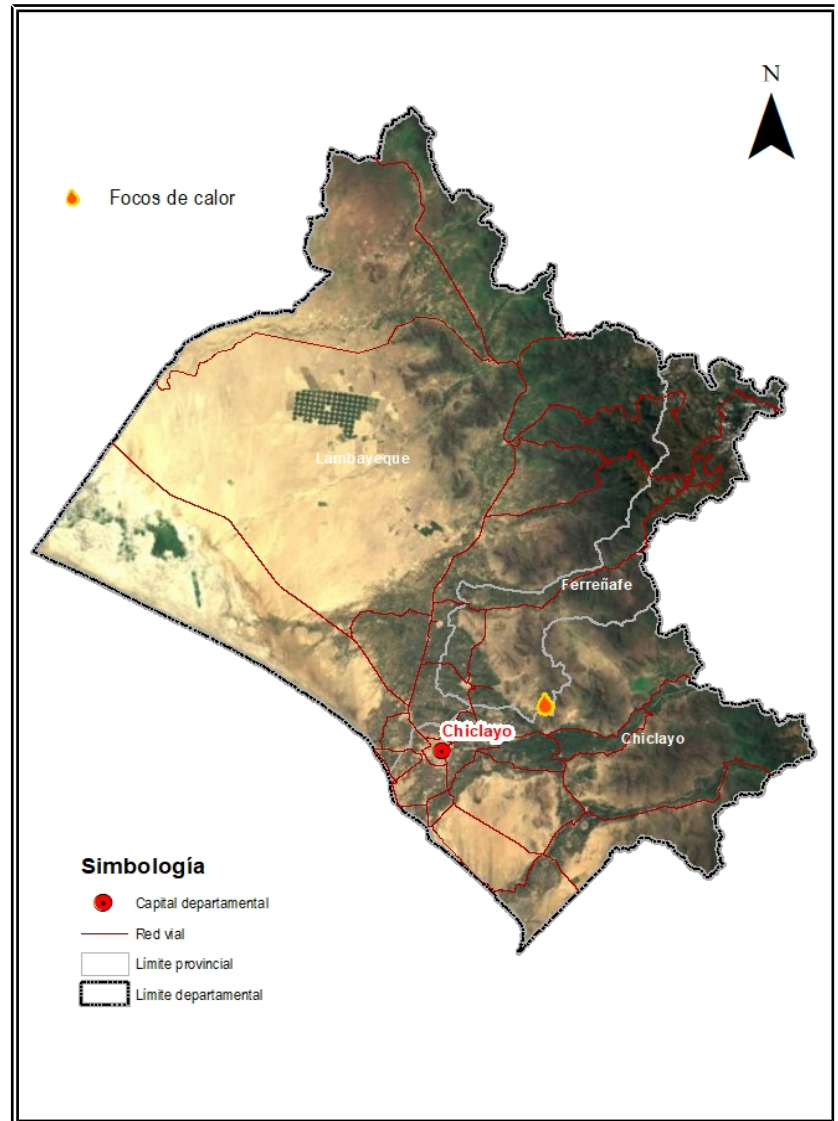 N
Focos de calor
Lambayeque
Ferreñafe
Chiclayo
Chiclayo
Simbología
Capital departamental
Red vial
Limite provincial
Limite departamental